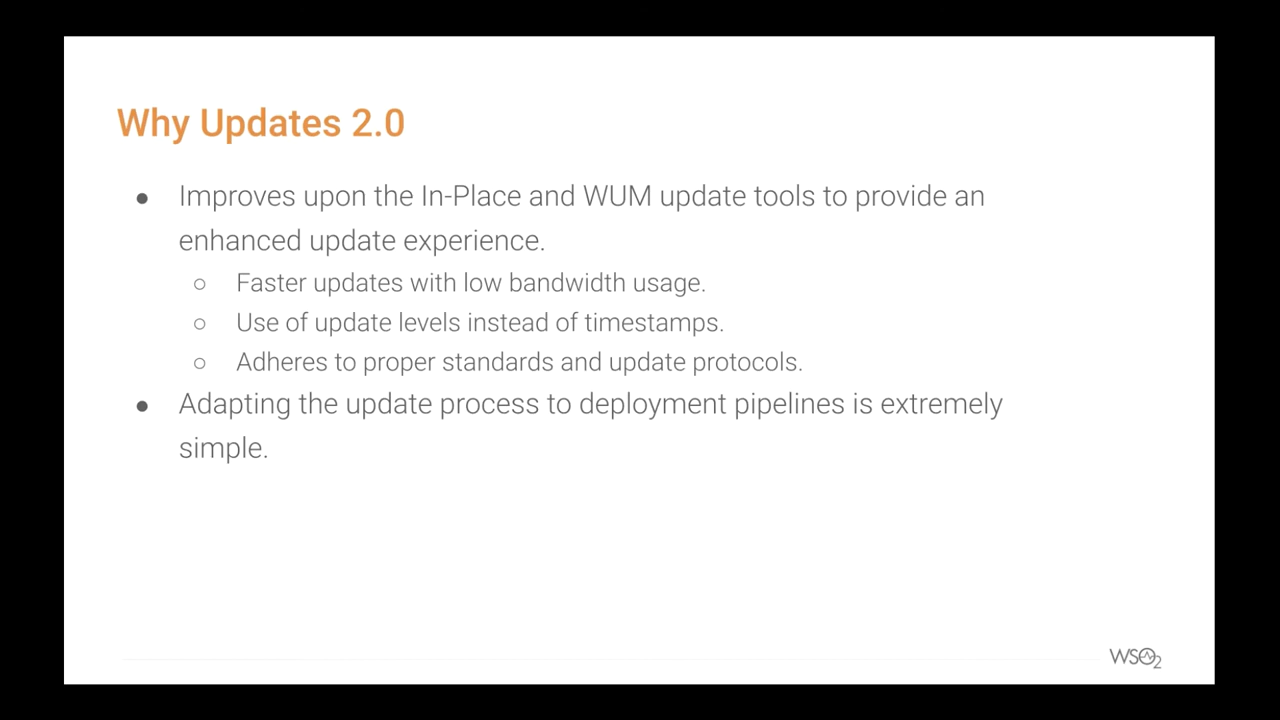 Why Updates 2.0
● Improves upon the In-Place and WUM update tools to provide an
enhanced update experience.
○ Faster updates with low bandwidth usage.
○ Use of update levels instead of timestamps.
○ Adheres to proper standards and update protocols.
● Adapting the update process to deployment pipelines is extremely
simple.
WSO2